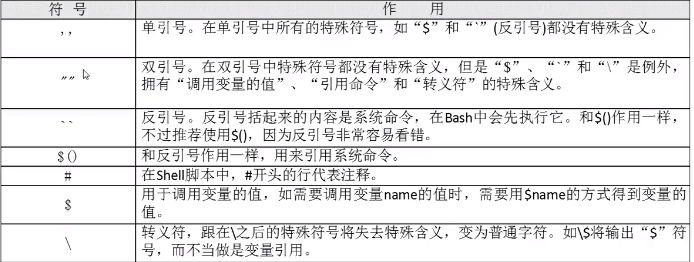 符 号
作 用
' '
单引号。在单引号中所有的特殊符号，如“$”和“`”(反引号)都没有特殊含义。
" "
双引号。在双引号中特殊符号都没有特殊含义，但是“$”、“`”和“\”是例外，
拥有“调用变量的值”、“引用命令”和“转义符”的特殊含义。
` `
反引号。反引号括起来的内容是系统命令，在Bash中会先执行它。和$()作用一样，
不过推荐使用$()，因为反引号非常容易看错。
$()
和反引号作用一样，用来引用系统命令。
#
在Shell脚本中，#开头的行代表注释。
$
用于调用变量的值，如需要调用变量name的值时，需要用$name的方式得到变量的
值。
\
转义符，跟在\之后的特殊符号将失去特殊含义，变为普通字符。如\$将输出“$”符
号，而不当做是变量引用。